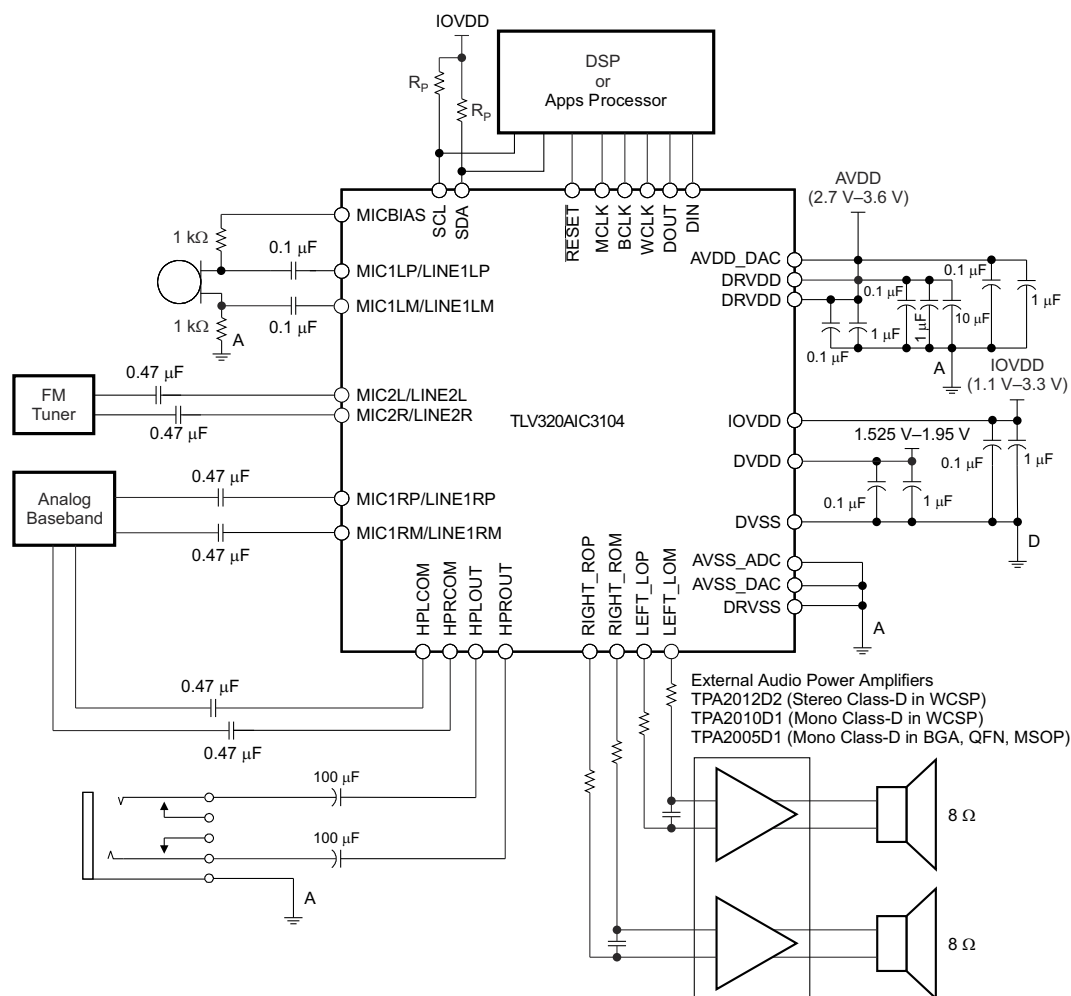 IOVDD
R_P
R_P
DSP
or
Apps Processor
SCL
SDA
RESET
MCLK
BCLK
WCLK
DOUT
DIN
AVDD
(2.7 V–3.6 V)
MICBIAS
1 kΩ
0.1 μF
MIC1LP/LINE1LP
MIC1LM/LINE1LM
1 kΩ
0.1 μF
A
AVDD_DAC
DRVDD
DRVDD
0.1 μF
1 μF
0.1 μF
1 μF
10 μF
0.1 μF
1 μF
A
FM
Tuner
0.47 μF
0.47 μF
MIC2L/LINE2L
MIC2R/LINE2R
TLV320AIC3104
IOVDD
(1.1 V–3.3 V)
IOVDD
1.525 V–1.95 V
DVDD
0.1 μF
1 μF
0.1 μF
1 μF
DVSS
D
Analog
Baseband
0.47 μF
0.47 μF
MIC1RP/LINE1RP
MIC1RM/LINE1RM
AVSS_ADC
AVSS_DAC
DRVSS
A
HPLCOM
HPRCOM
HPLOUT
HPROUT
RIGHT_ROP
RIGHT_ROM
LEFT_LOP
LEFT_LOM
0.47 μF
0.47 μF
External Audio Power Amplifiers
TPA2012D2 (Stereo Class-D in WCSP)
TPA2010D1 (Mono Class-D in WCSP)
TPA2005D1 (Mono Class-D in BGA, QFN, MSOP)
100 μF
100 μF
A
8 Ω
8 Ω